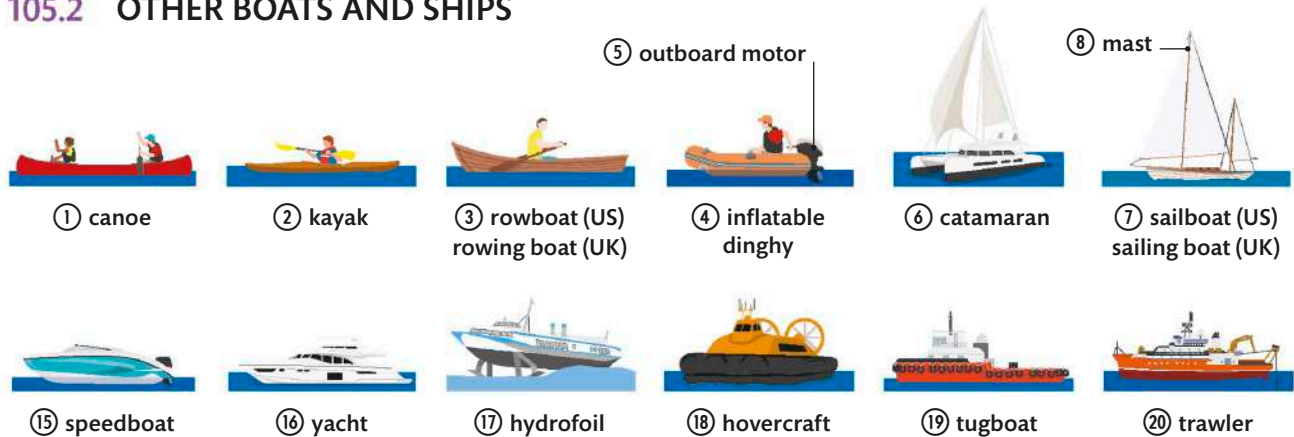 105.2 OTHER BOATS AND SHIPS
⑤ outboard motor
⑧ mast
① canoe
② kayak
③ rowboat (US)
rowing boat (UK)
④ inflatable
dinghy
⑥ catamaran
⑦ sailboat (US)
sailing boat (UK)
⑮ speedboat
⑯ yacht
⑰ hydrofoil
⑱ hovercraft
⑲ tugboat
⑳ trawler